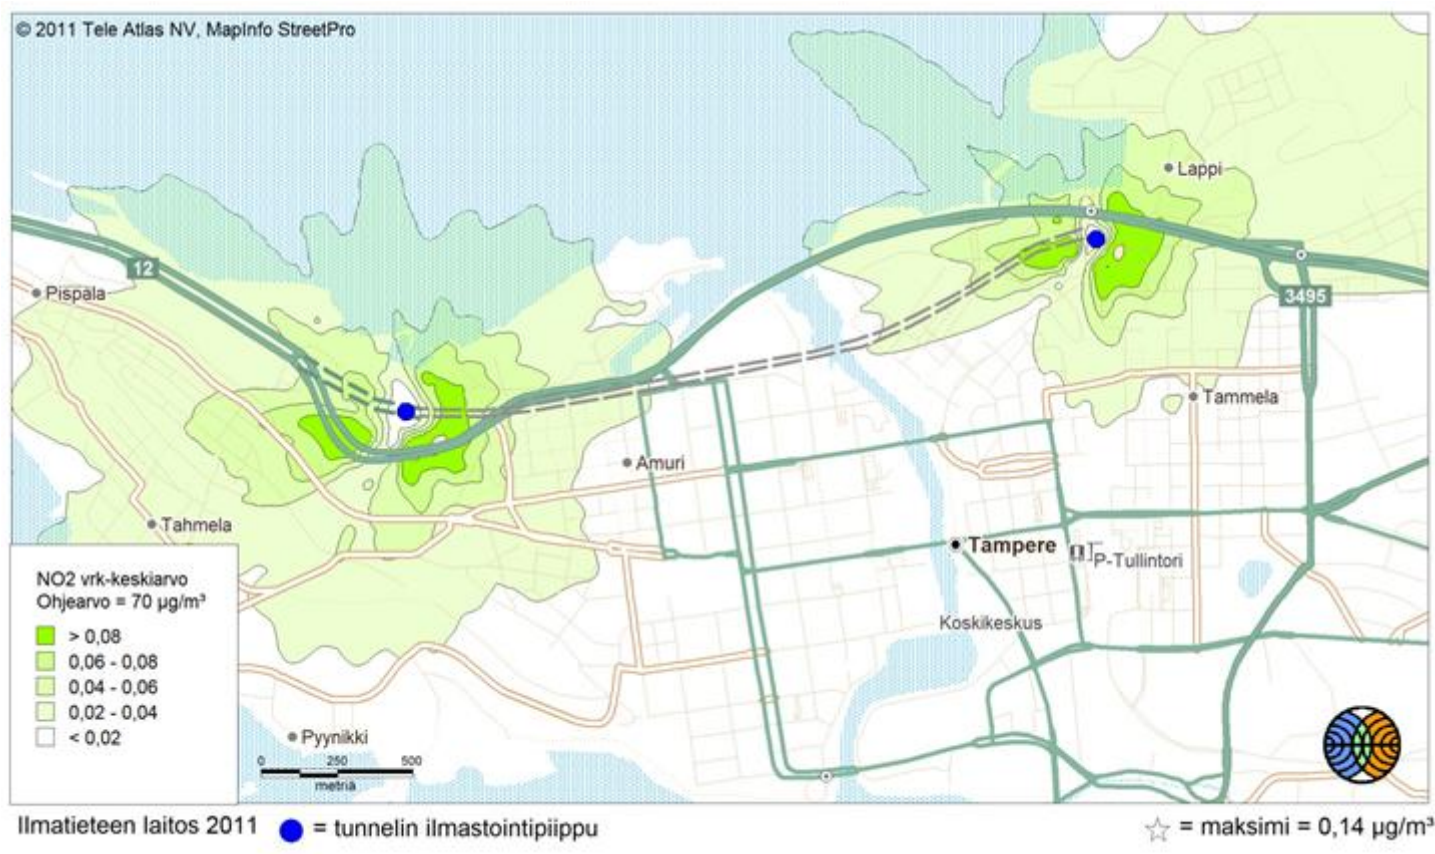 © 2011 Tele Atlas NV, MapInfo StreetPro
Lappi
12
Pispala
3495
Tammela
Amuri
Tahmela
Tampere
P-Tullintori
Koskikeskus
NO2 vrk-keskiarvo
Ohjearvo = 70 µg/m³
> 0,08
0,06 - 0,08
0,04 - 0,06
0,02 - 0,04
< 0,02
Pyynikki
0 250 500
metriä
Ilmatieteen laitos 2011
= tunnelin ilmastointipiippu
= maksimi = 0,14 µg/m³